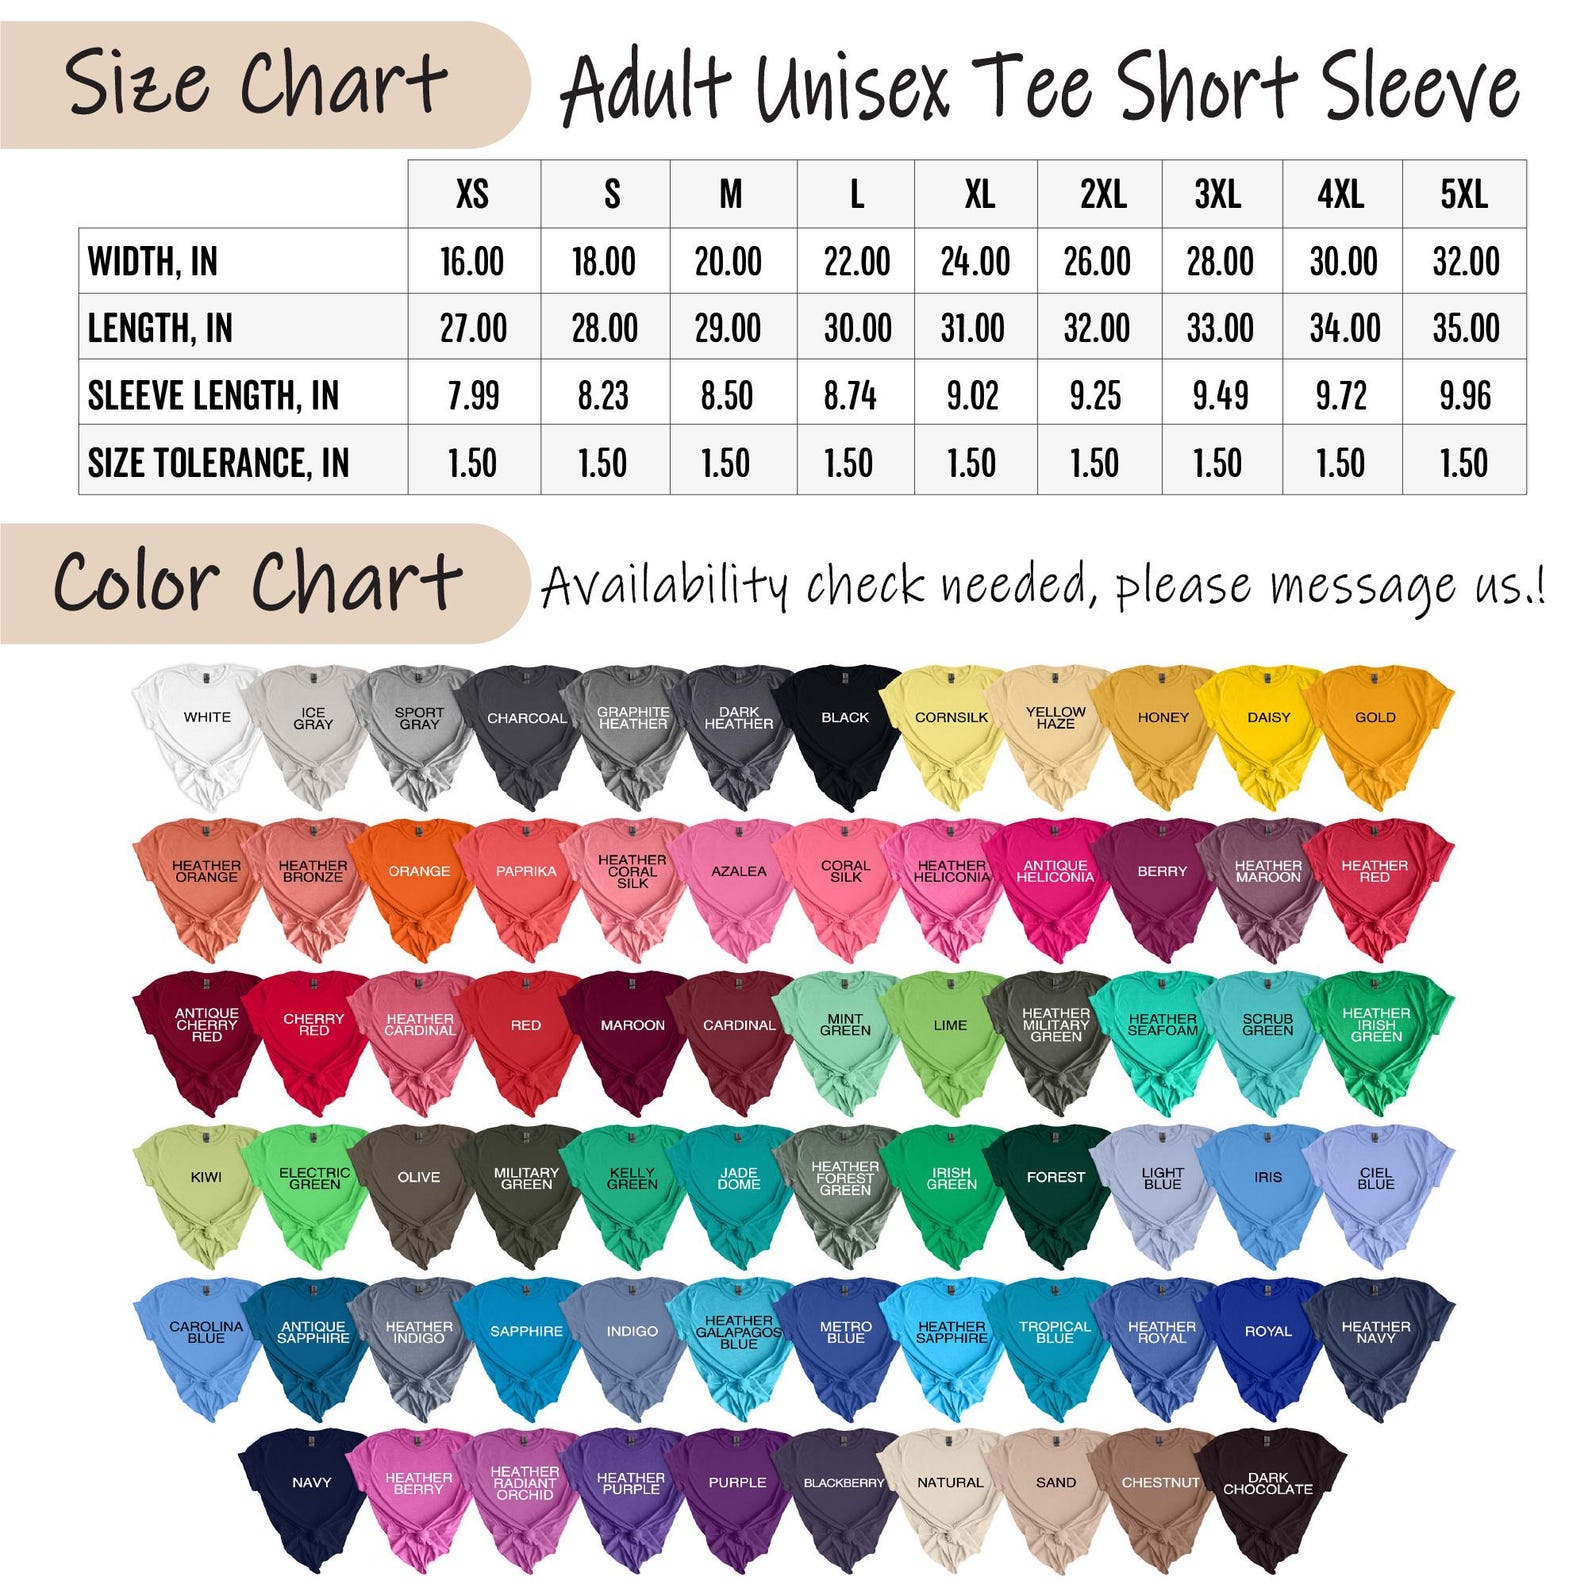 Size Chart Adult Unisex Tee Short Sleeve
XS S M L XL 2XL 3XL 4XL 5XL
WIDTH, IN 16.00 18.00 20.00 22.00 24.00 26.00 28.00 30.00 32.00
LENGTH, IN 27.00 28.00 29.00 30.00 31.00 32.00 33.00 34.00 35.00
SLEEVE LENGTH, IN 7.99 8.23 8.50 8.74 9.02 9.25 9.49 9.72 9.96
SIZE TOLERANCE, IN 1.50 1.50 1.50 1.50 1.50 1.50 1.50 1.50 1.50
Color Chart Availability check needed, please message us.!
WHITE
ICE
GRAY
SPORT
GRAY
CHARCOAL
GRAPHITE
HEATHER
DARK
HEATHER
BLACK
CORNSILK
YELLOW
HAZE
HONEY
DAISY
GOLD
HEATHER
ORANGE
HEATHER
BRONZE
ORANGE
PAPRIKA
HEATHER
CORAL
SILK
AZALEA
CORAL
SILK
HEATHER
HELICONIA
ANTIQUE
HELICONIA
BERRY
HEATHER
MAROON
HEATHER
RED
ANTIQUE
CHERRY
RED
CHERRY
RED
HEATHER
CARDINAL
RED
MAROON
CARDINAL
MINT
GREEN
LIME
HEATHER
MILITARY
GREEN
HEATHER
SEAFOAM
SCRUB
GREEN
HEATHER
IRISH
GREEN
KIWI
ELECTRIC
GREEN
OLIVE
MILITARY
GREEN
KELLY
GREEN
JADE
DOME
HEATHER
FOREST
GREEN
IRISH
GREEN
FOREST
LIGHT
BLUE
IRIS
CIEL
BLUE
CAROLINA
BLUE
ANTIQUE
SAPPHIRE
HEATHER
INDIGO
SAPPHIRE
INDIGO
HEATHER
GALAPAGOS
BLUE
METRO
BLUE
HEATHER
SAPPHIRE
TROPICAL
BLUE
HEATHER
ROYAL
ROYAL
HEATHER
NAVY
NAVY
HEATHER
BERRY
HEATHER
RADIANT
ORCHID
HEATHER
PURPLE
PURPLE
BLACKBERRY
NATURAL
SAND
CHESTNUT
DARK
CHOCOLATE